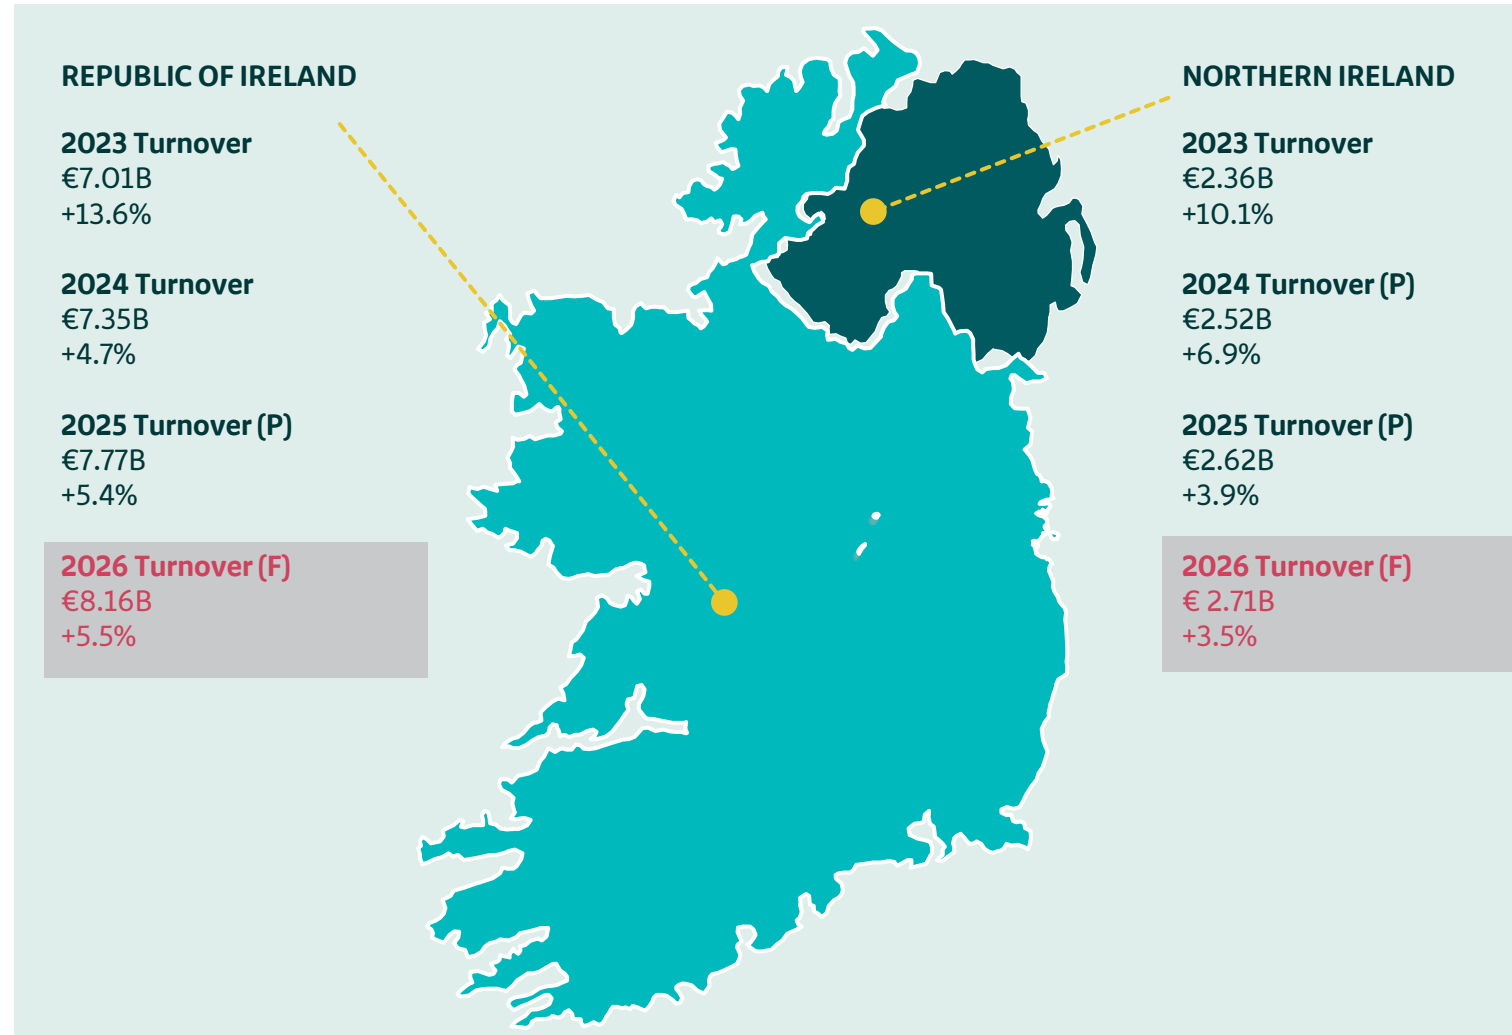 REPUBLIC OF IRELAND
2023 Turnover
€7.01B
+13.6%
2024 Turnover
€7.35B
+4.7%
2025 Turnover (P)
€7.77B
+5.4%
2026 Turnover (F)
€8.16B
+5.5%
NORTHERN IRELAND
2023 Turnover
€2.36B
+10.1%
2024 Turnover (P)
€2.52B
+6.9%
2025 Turnover (P)
€2.62B
+3.9%
2026 Turnover (F)
€ 2.71B
+3.5%